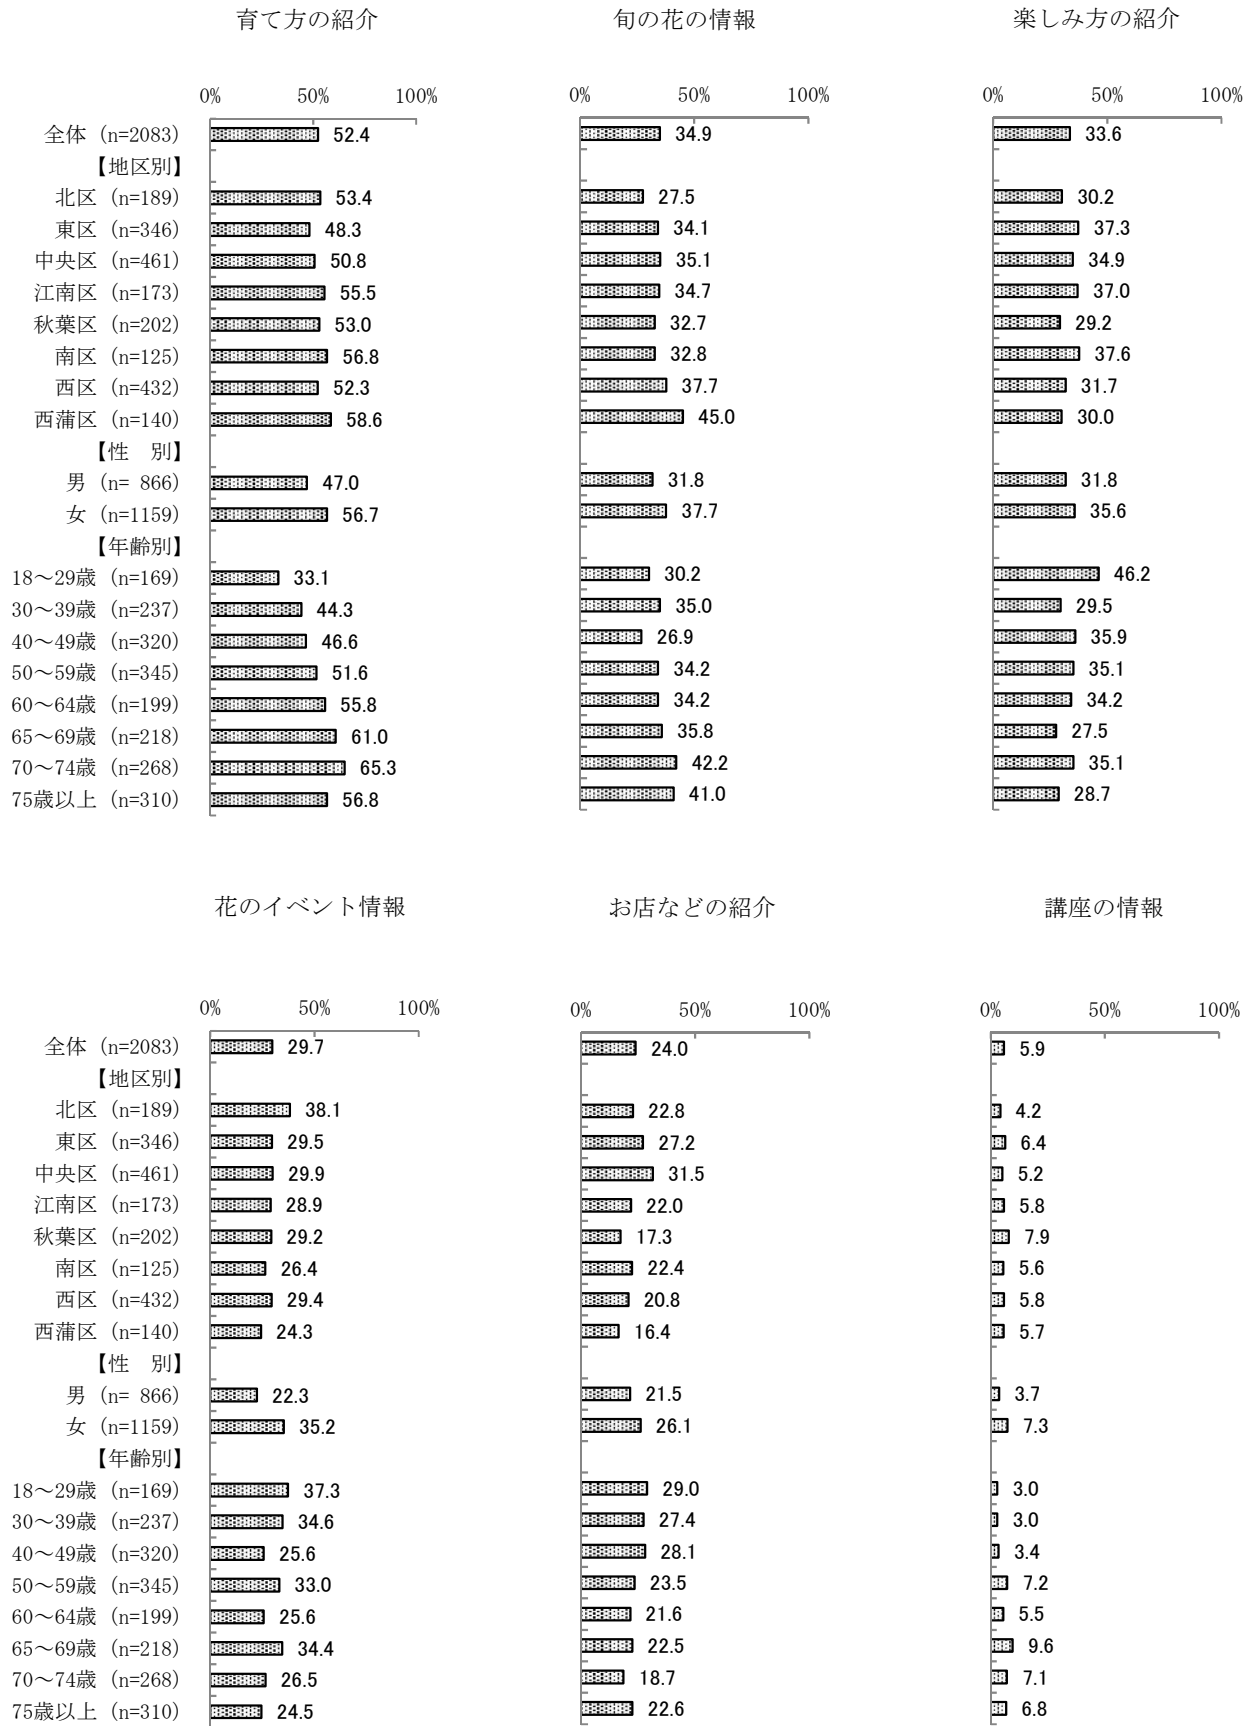 育て方の紹介
旬の花の情報
楽しみ方の紹介
0% 50% 100% 0% 50% 100% 0% 50% 100%
全体 (n=2083) 52.4 34.9 33.6
【地区別】
北区 (n=189) 53.4 27.5 30.2
東区 (n=346) 48.3 34.1 37.3
中央区 (n=461) 50.8 35.1 34.9
江南区 (n=173) 55.5 34.7 37.0
秋葉区 (n=202) 53.0 32.7 29.2
南区 (n=125) 56.8 32.8 37.6
西区 (n=432) 52.3 37.7 31.7
西蒲区 (n=140) 58.6 45.0 30.0
【性　別】
男 (n= 866) 47.0 31.8 31.8
女 (n=1159) 56.7 37.7 35.6
【年齢別】
18～29歳 (n=169) 33.1 30.2 46.2
30～39歳 (n=237) 44.3 35.0 29.5
40～49歳 (n=320) 46.6 26.9 35.9
50～59歳 (n=345) 51.6 34.2 35.1
60～64歳 (n=199) 55.8 34.2 34.2
65～69歳 (n=218) 61.0 35.8 27.5
70～74歳 (n=268) 65.3 42.2 35.1
75歳以上 (n=310) 56.8 41.0 28.7
花のイベント情報
お店などの紹介
講座の情報
0% 50% 100% 0% 50% 100% 0% 50% 100%
全体 (n=2083) 29.7 24.0 5.9
【地区別】
北区 (n=189) 38.1 22.8 4.2
東区 (n=346) 29.5 27.2 6.4
中央区 (n=461) 29.9 31.5 5.2
江南区 (n=173) 28.9 22.0 5.8
秋葉区 (n=202) 29.2 17.3 7.9
南区 (n=125) 26.4 22.4 5.6
西区 (n=432) 29.4 20.8 5.8
西蒲区 (n=140) 24.3 16.4 5.7
【性　別】
男 (n= 866) 22.3 21.5 3.7
女 (n=1159) 35.2 26.1 7.3
【年齢別】
18～29歳 (n=169) 37.3 29.0 3.0
30～39歳 (n=237) 34.6 27.4 3.0
40～49歳 (n=320) 25.6 28.1 3.4
50～59歳 (n=345) 33.0 23.5 7.2
60～64歳 (n=199) 25.6 21.6 5.5
65～69歳 (n=218) 34.4 22.5 9.6
70～74歳 (n=268) 26.5 18.7 7.1
75歳以上 (n=310) 24.5 22.6 6.8